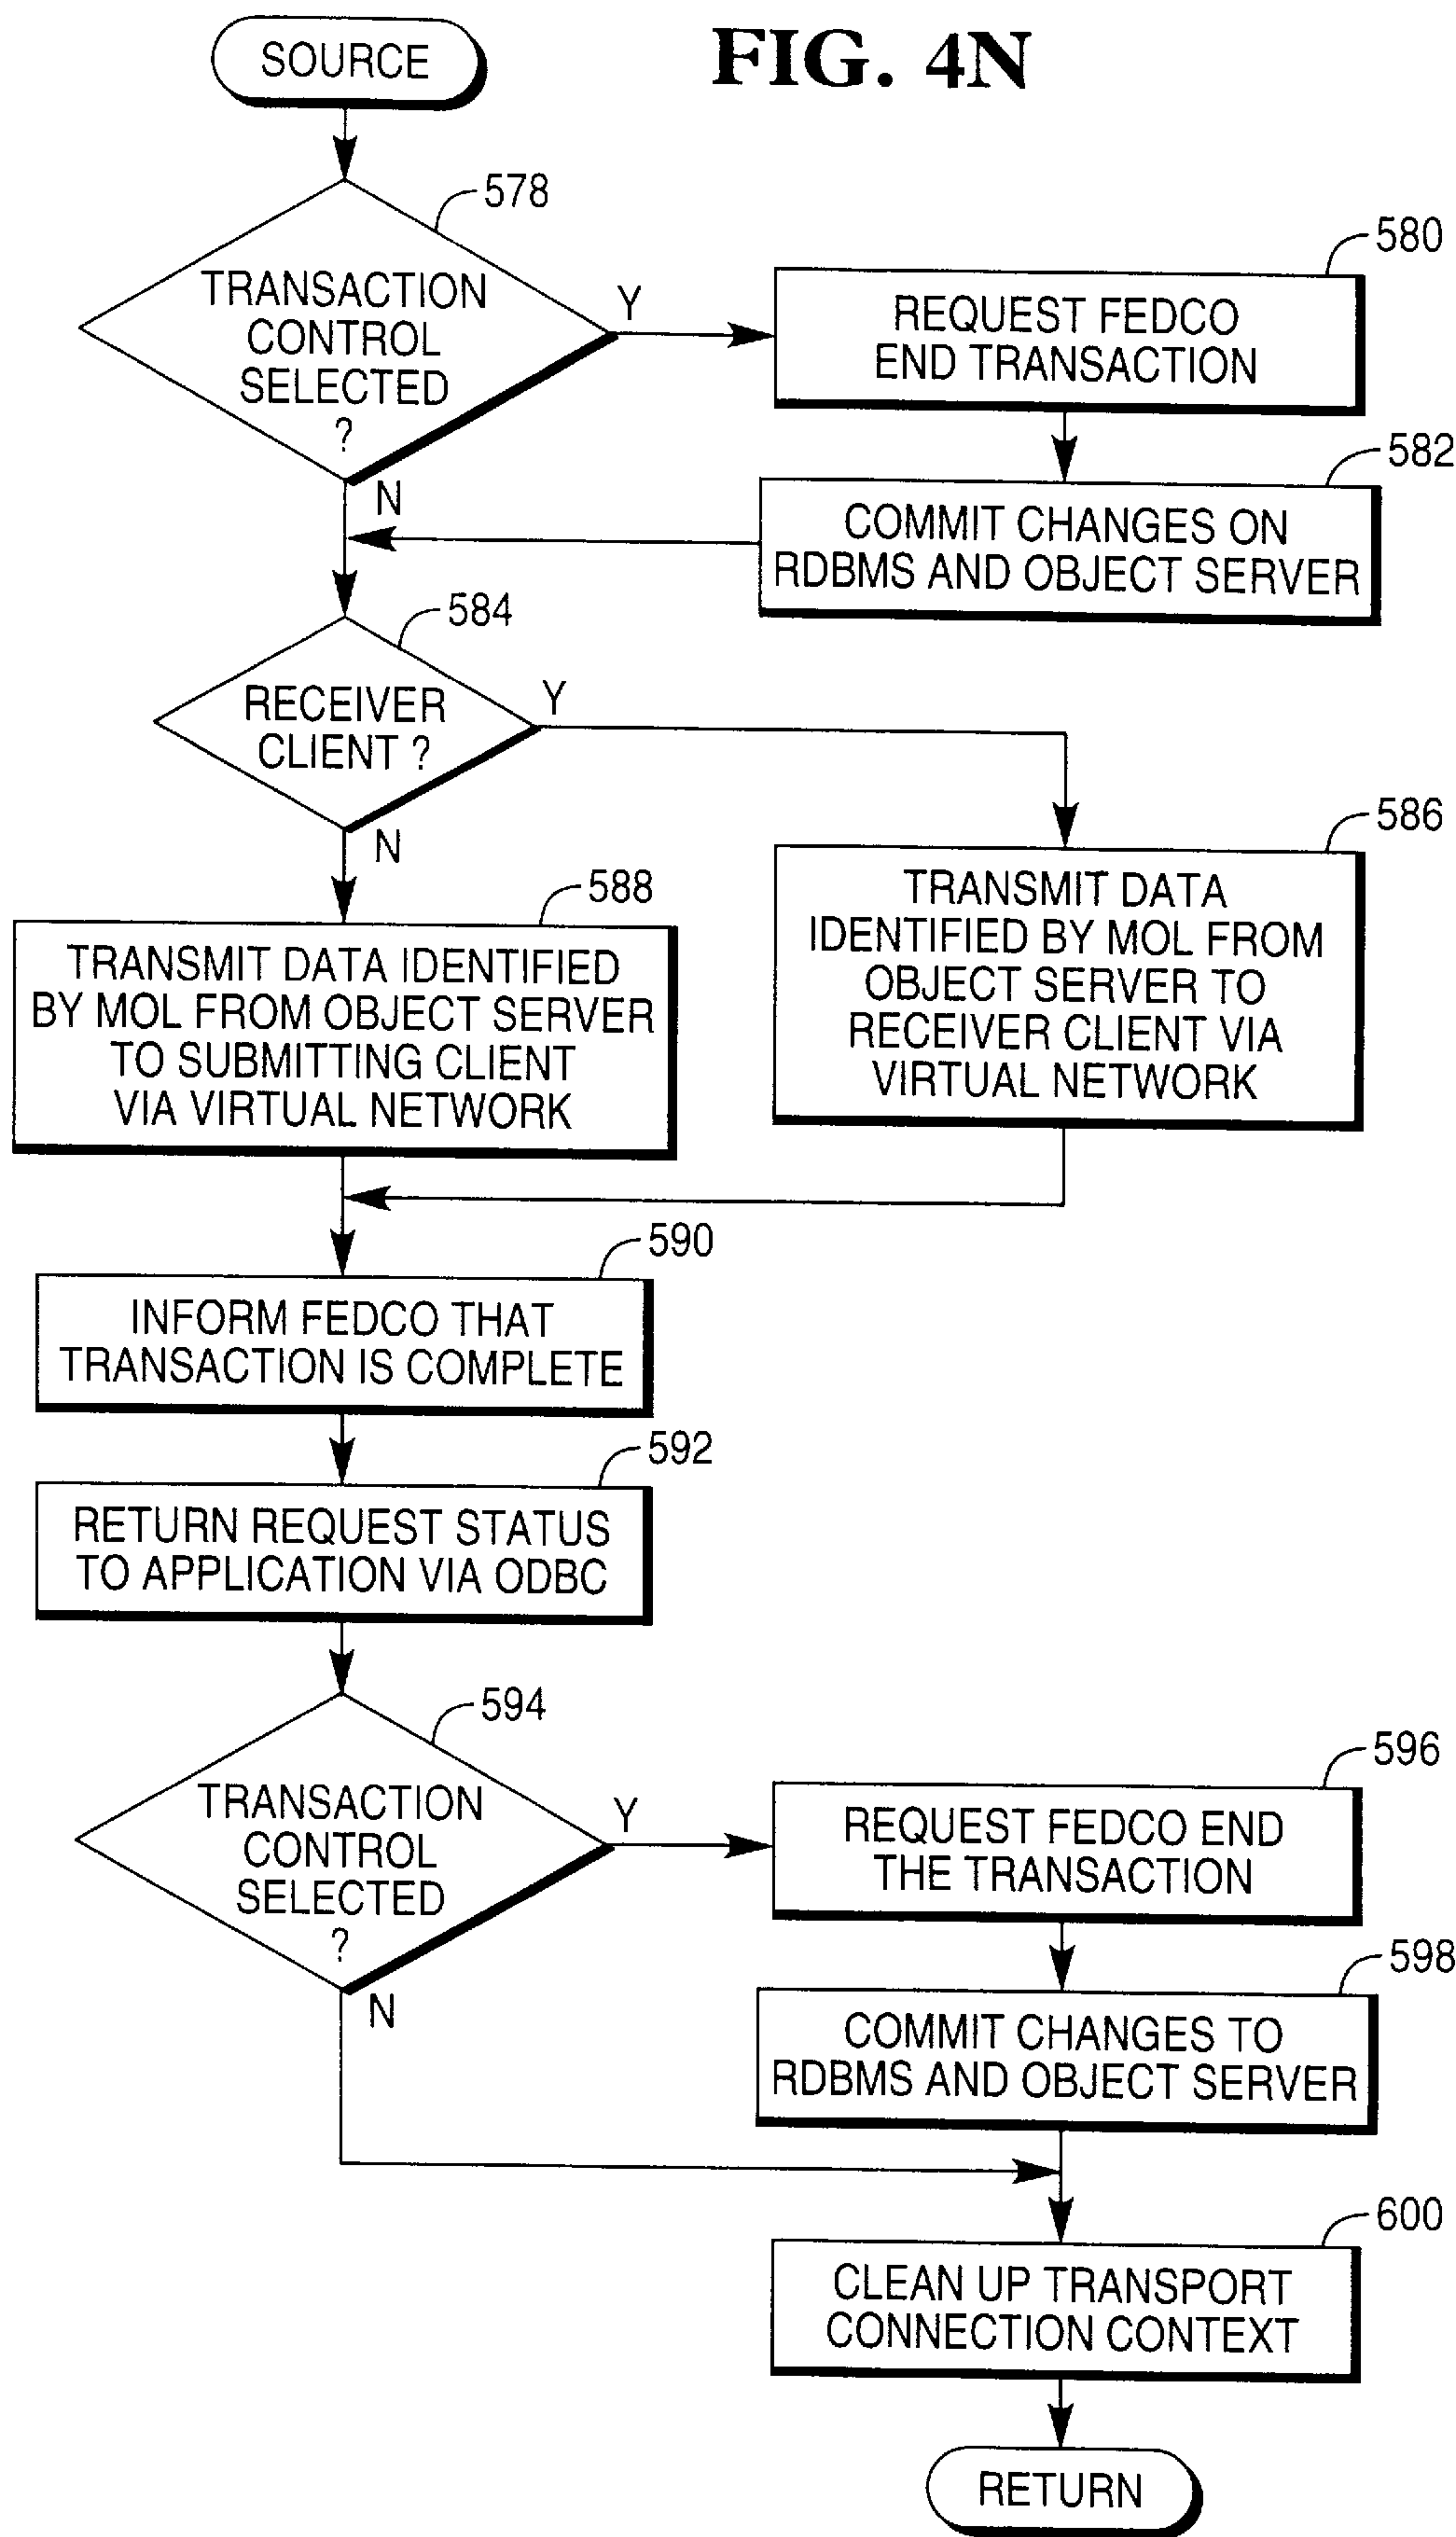 FIG. 4N
SOURCE
578
TRANSACTION
CONTROL
SELECTED
?
Y
N
580
REQUEST FEDCO
END TRANSACTION
582
COMMIT CHANGES ON
RDBMS AND OBJECT SERVER
584
RECEIVER
CLIENT ?
Y
N
586
TRANSMIT DATA
IDENTIFIED BY MOL FROM
OBJECT SERVER TO
RECEIVER CLIENT VIA
VIRTUAL NETWORK
588
TRANSMIT DATA IDENTIFIED
BY MOL FROM OBJECT SERVER
TO SUBMITTING CLIENT
VIA VIRTUAL NETWORK
590
INFORM FEDCO THAT
TRANSACTION IS COMPLETE
592
RETURN REQUEST STATUS
TO APPLICATION VIA ODBC
594
TRANSACTION
CONTROL
SELECTED
?
Y
N
596
REQUEST FEDCO END
THE TRANSACTION
598
COMMIT CHANGES TO
RDBMS AND OBJECT SERVER
600
CLEAN UP TRANSPORT
CONNECTION CONTEXT
RETURN